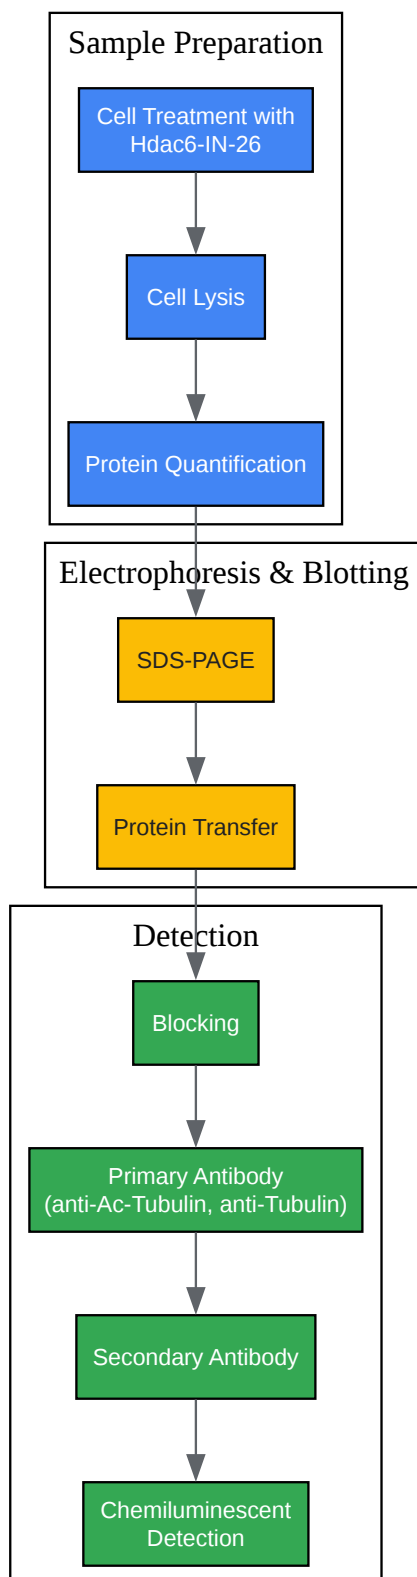 Sample Preparation
Cell Treatment with
Hdac6-IN-26
Cell Lysis
Protein Quantification
Electrophoresis & Blotting
SDS-PAGE
Protein Transfer
Detection
Blocking
Primary Antibody
(anti-Ac-Tubulin, anti-Tubulin)
Secondary Antibody
Chemiluminescent
Detection